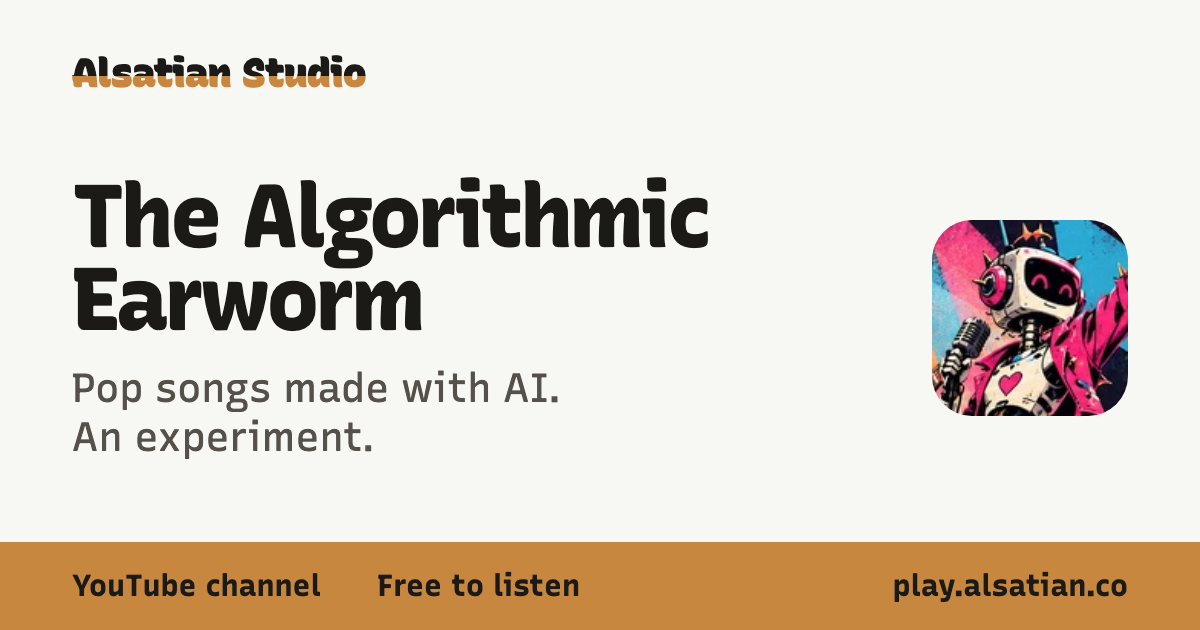 Alsatian Studio
The Algorithmic
Earworm
Pop songs made with AI.
An experiment.
YouTube channel
Free to listen
play.alsatian.co